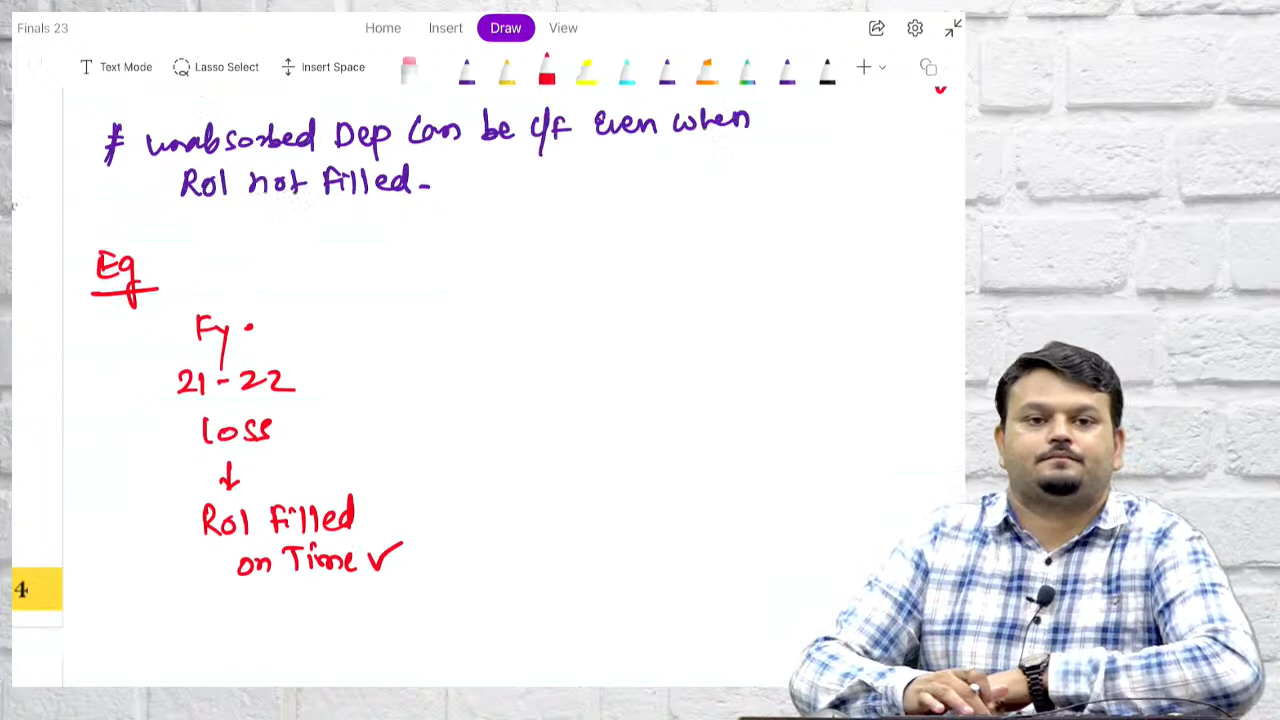 Finals 23
Home Insert Draw View
Text Mode Lasso Select Insert Space
# unabsorbed Dep Can be c/f Even when
RoI not filled-
Eg
Fy.
21-22
Loss
↓
RoI filled
on Time ✓
4